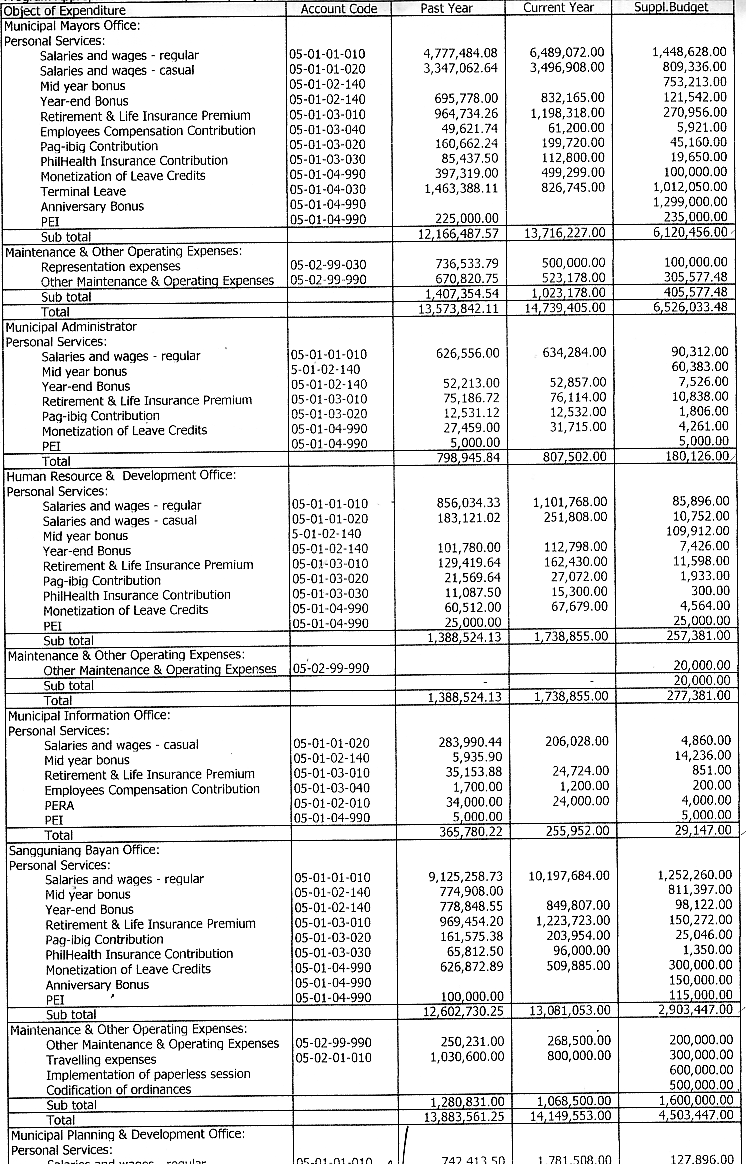 Object of Expenditure Account Code Past Year Current Year Suppl.Budget
Municipal Mayors Office:
Personal Services:
Salaries and wages - regular 05-01-01-010 4,777,484.08 6,489,072.00 1,448,628.00
Salaries and wages - casual 05-01-01-020 3,347,062.64 3,496,908.00 809,336.00
Mid year bonus 05-01-02-140 753,213.00
Year-end Bonus 05-01-02-140 695,778.00 832,165.00 121,542.00
Retirement & Life Insurance Premium 05-01-03-010 964,734.26 1,198,318.00 270,956.00
Employees Compensation Contribution 05-01-03-040 49,621.74 61,200.00 5,921.00
Pag-ibig Contribution 05-01-03-020 160,662.24 199,720.00 45,160.00
PhilHealth Insurance Contribution 05-01-03-030 85,437.50 112,800.00 19,650.00
Monetization of Leave Credits 05-01-04-990 397,319.00 499,299.00 100,000.00
Terminal Leave 05-01-04-030 1,463,388.11 826,745.00 1,012,050.00
Anniversary Bonus 05-01-04-990 1,299,000.00
PEI 05-01-04-990 225,000.00 235,000.00
Sub total 12,166,487.57 13,716,227.00 6,120,456.00
Maintenance & Other Operating Expenses:
Representation expenses 05-02-99-030 736,533.79 500,000.00 100,000.00
Other Maintenance & Operating Expenses 05-02-99-990 670,820.75 523,178.00 305,577.48
Sub total 1,407,354.54 1,023,178.00 405,577.48
Total 13,573,842.11 14,739,405.00 6,526,033.48
Municipal Administrator
Personal Services:
Salaries and wages - regular 05-01-01-010 626,556.00 634,284.00 90,312.00
Mid year bonus 5-01-02-140 60,383.00
Year-end Bonus 05-01-02-140 52,213.00 52,857.00 7,526.00
Retirement & Life Insurance Premium 05-01-03-010 75,186.72 76,114.00 10,838.00
Pag-ibig Contribution 05-01-03-020 12,531.12 12,532.00 1,806.00
Monetization of Leave Credits 05-01-04-990 27,459.00 31,715.00 4,261.00
PEI 05-01-04-990 5,000.00 5,000.00
Total 798,945.84 807,502.00 180,126.00
Human Resource & Development Office:
Personal Services:
Salaries and wages - regular 05-01-01-010 856,034.33 1,101,768.00 85,896.00
Salaries and wages - casual 05-01-01-020 183,121.02 251,808.00 10,752.00
Mid year bonus 5-01-02-140 109,912.00
Year-end Bonus 05-01-02-140 101,780.00 112,798.00 7,426.00
Retirement & Life Insurance Premium 05-01-03-010 129,419.64 162,430.00 11,598.00
Pag-ibig Contribution 05-01-03-020 21,569.64 27,072.00 1,933.00
PhilHealth Insurance Contribution 05-01-03-030 11,087.50 15,300.00 300.00
Monetization of Leave Credits 05-01-04-990 60,512.00 67,679.00 4,564.00
PEI 05-01-04-990 25,000.00 25,000.00
Sub total 1,388,524.13 1,738,855.00 257,381.00
Maintenance & Other Operating Expenses:
Other Maintenance & Operating Expenses 05-02-99-990 20,000.00
Sub total - - 20,000.00
Total 1,388,524.13 1,738,855.00 277,381.00
Municipal Information Office:
Personal Services:
Salaries and wages - casual 05-01-01-020 283,990.44 206,028.00 4,860.00
Mid year bonus 05-01-02-140 5,935.90 14,236.00
Retirement & Life Insurance Premium 05-01-03-010 35,153.88 24,724.00 851.00
Employees Compensation Contribution 05-01-03-040 1,700.00 1,200.00 200.00
PERA 05-01-02-010 34,000.00 24,000.00 4,000.00
PEI 05-01-04-990 5,000.00 5,000.00
Total 365,780.22 255,952.00 29,147.00
Sangguniang Bayan Office:
Personal Services:
Salaries and wages - regular 05-01-01-010 9,125,258.73 10,197,684.00 1,252,260.00
Mid year bonus 05-01-02-140 774,908.00 811,397.00
Year-end Bonus 05-01-02-140 778,848.55 849,807.00 98,122.00
Retirement & Life Insurance Premium 05-01-03-010 969,454.20 1,223,723.00 150,272.00
Pag-ibig Contribution 05-01-03-020 161,575.38 203,954.00 25,046.00
PhilHealth Insurance Contribution 05-01-03-030 65,812.50 96,000.00 1,350.00
Monetization of Leave Credits 05-01-04-990 626,872.89 509,885.00 300,000.00
Anniversary Bonus 05-01-04-990 150,000.00
PEI 05-01-04-990 100,000.00 115,000.00
Sub total 12,602,730.25 13,081,053.00 2,903,447.00
Maintenance & Other Operating Expenses:
Other Maintenance & Operating Expenses 05-02-99-990 250,231.00 268,500.00 200,000.00
Travelling expenses 05-02-01-010 1,030,600.00 800,000.00 300,000.00
Implementation of paperless session 600,000.00
Codification of ordinances 500,000.00
Sub total 1,280,831.00 1,068,500.00 1,600,000.00
Total 13,883,561.25 14,149,553.00 4,503,447.00
Municipal Planning & Development Office:
Personal Services:
Salaries and wages - regular 05-01-01-010 742,413.50 1,781,508.00 127,896.00